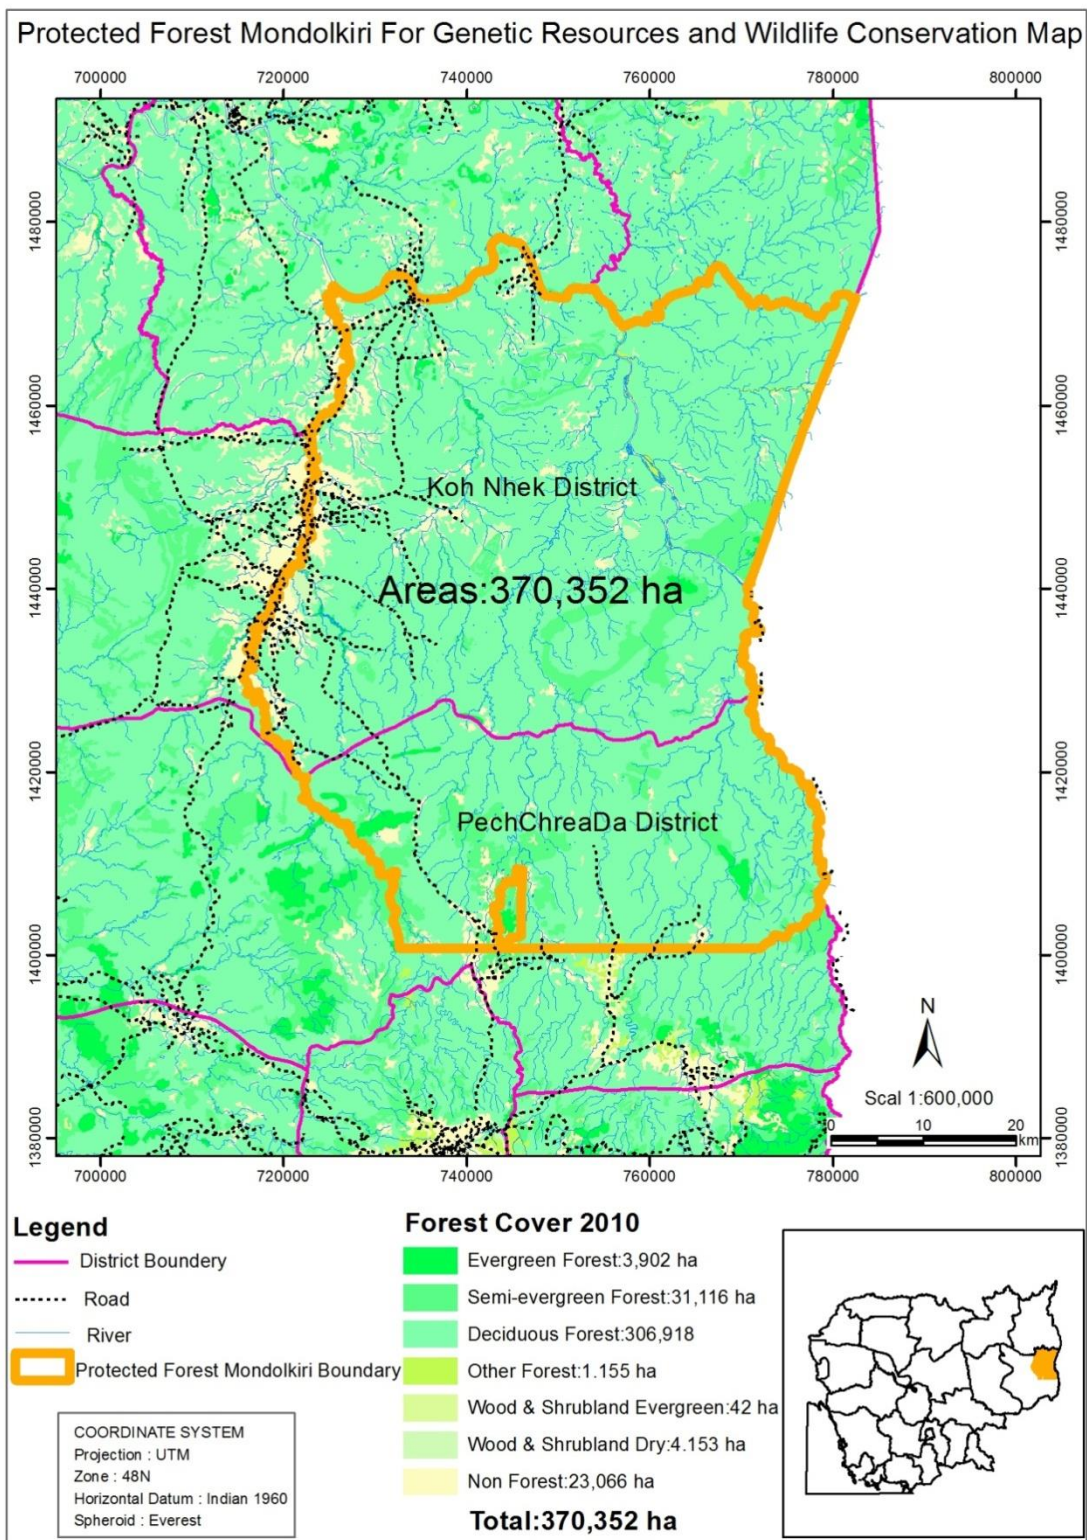 Protected Forest Mondolkiri For Genetic Resources and Wildlife Conservation Map
700000 720000 740000 760000 780000 800000
1480000 1480000
1460000 1460000
Koh Nhek District
Areas:370,352 ha
1440000 1440000
1420000 1420000
PechChreaDa District
1400000 1400000
N
Scal 1:600,000
0 10 20
km
1380000 1380000
700000 720000 740000 760000 780000 800000
Legend
District Boundery
Road
River
Protected Forest Mondolkiri Boundary
COORDINATE SYSTEM
Projection : UTM
Zone : 48N
Horizontal Datum : Indian 1960
Spheroid : Everest
Forest Cover 2010
Evergreen Forest:3,902 ha
Semi-evergreen Forest:31,116 ha
Deciduous Forest:306,918
Other Forest:1.155 ha
Wood & Shrubland Evergreen:42 ha
Wood & Shrubland Dry:4.153 ha
Non Forest:23,066 ha
Total:370,352 ha